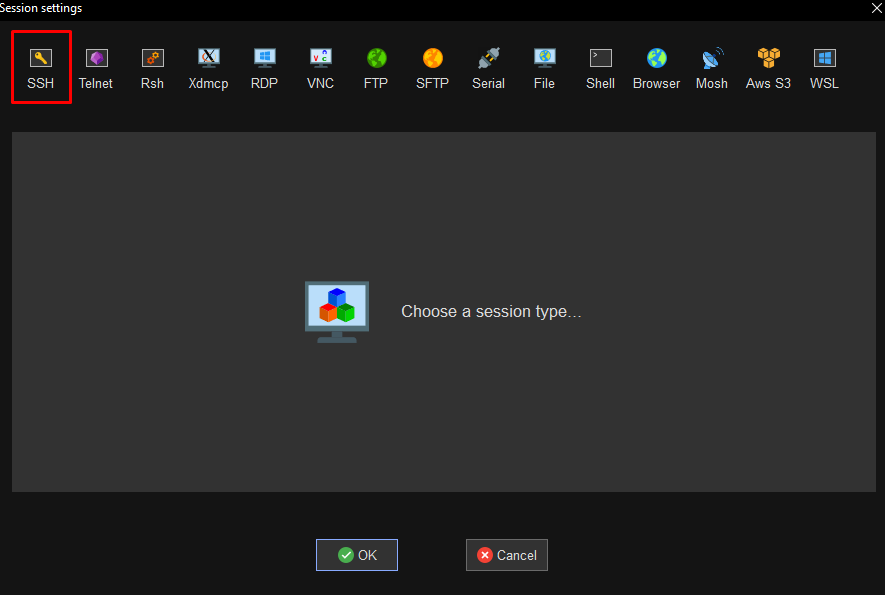 Session settings
SSH Telnet Rsh Xdmcp RDP VNC FTP SFTP Serial File Shell Browser Mosh Aws S3 WSL
Choose a session type...
OK Cancel